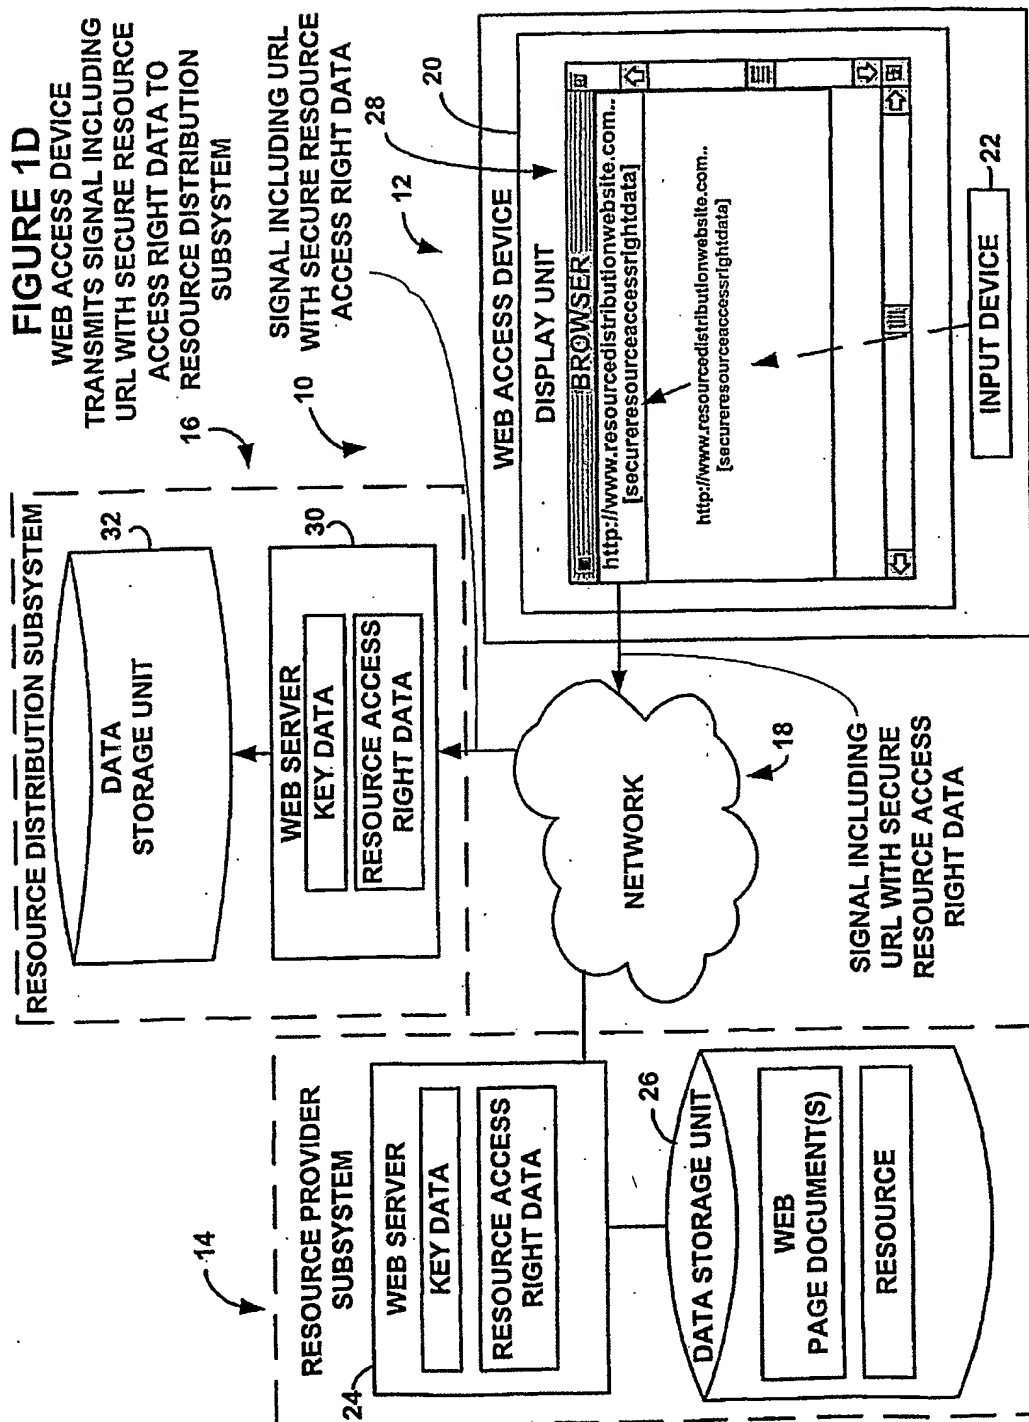 FIGURE 1D
WEB ACCESS DEVICE
TRANSMITS SIGNAL INCLUDING
URL WITH SECURE RESOURCE
ACCESS RIGHT DATA TO
RESOURCE DISTRIBUTION
SUBSYSTEM
16
10
SIGNAL INCLUDING URL
WITH SECURE RESOURCE
ACCESS RIGHT DATA
12
28
20
RESOURCE DISTRIBUTION SUBSYSTEM
32
DATA
STORAGE UNIT
30
WEB SERVER
KEY DATA
RESOURCE ACCESS
RIGHT DATA
WEB ACCESS DEVICE
DISPLAY UNIT
BROWSER
http://www.resourcedistributionwebsite.com..
[secureresourceaccessrightdata]
http://www.resourcedistributionwebsite.com..
[secureresourceaccessrightdata]
INPUT DEVICE
22
NETWORK
18
SIGNAL INCLUDING
URL WITH SECURE
RESOURCE ACCESS
RIGHT DATA
14
RESOURCE PROVIDER
SUBSYSTEM
24
WEB SERVER
KEY DATA
RESOURCE ACCESS
RIGHT DATA
26
DATA STORAGE UNIT
WEB
PAGE DOCUMENT(S)
RESOURCE